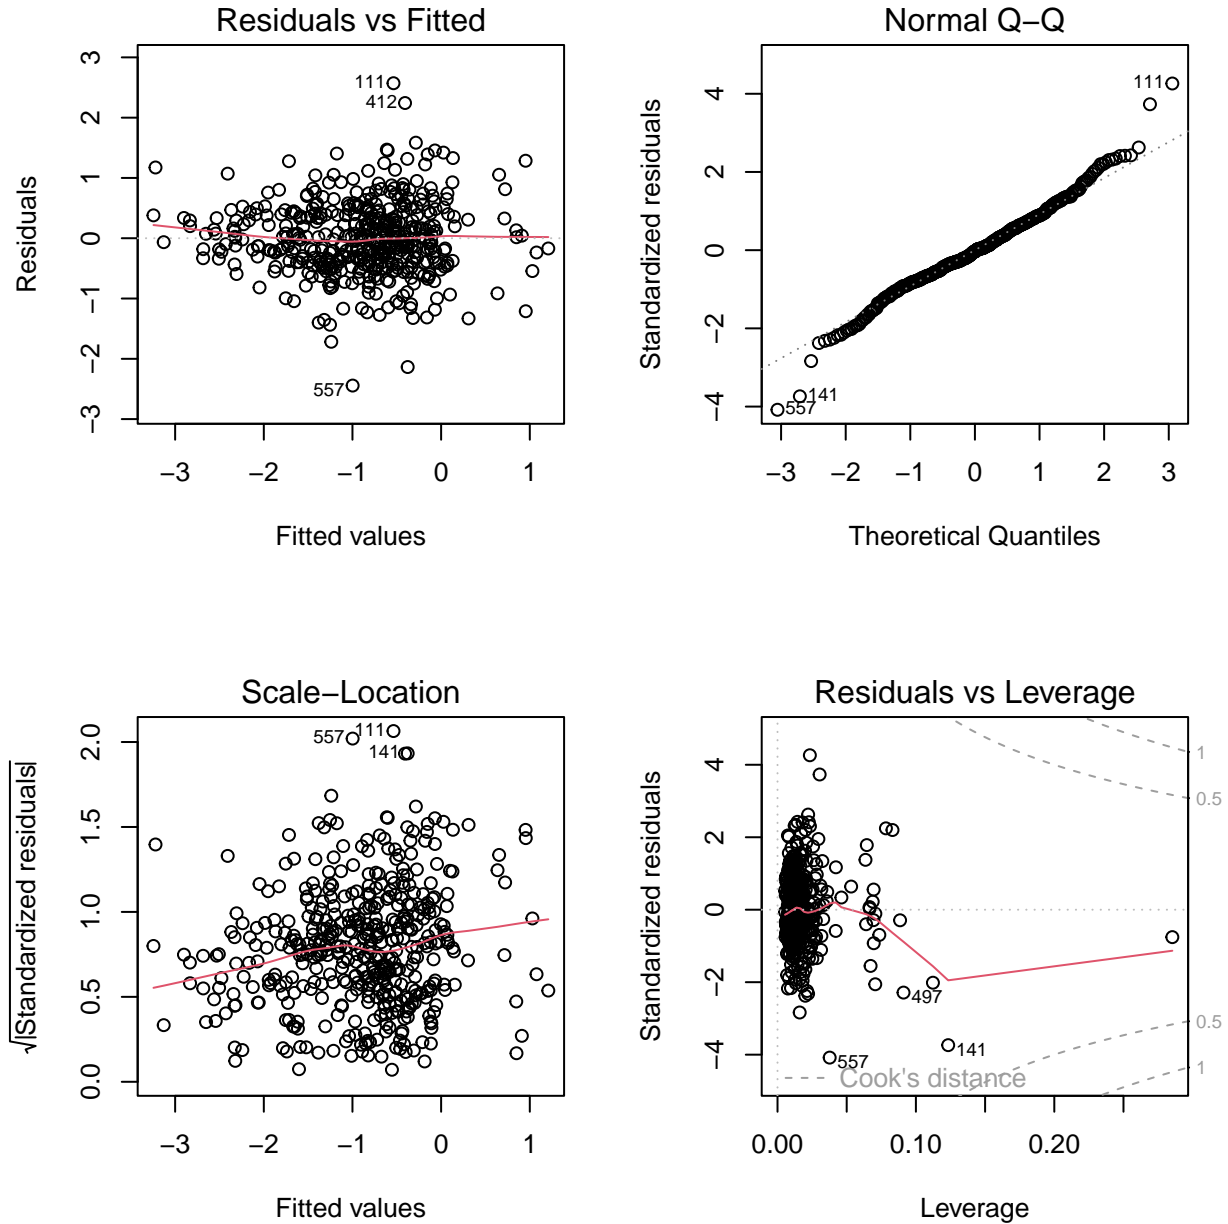 Residuals vs Fitted
Residuals
3
2
1
0
−1
−2
−3
111
412
557
−3 −2 −1 0 1
Fitted values
Normal Q−Q
Standardized residuals
4
2
0
−2
−4
111
141
557
−3 −2 −1 0 1 2 3
Theoretical Quantiles
Scale−Location
√|Standardized residuals|
2.0
1.5
1.0
0.5
0.0
557
111
141
−3 −2 −1 0 1
Fitted values
Residuals vs Leverage
Standardized residuals
4
2
0
−2
−4
1
0.5
497
0.5
141
557
1
Cook's distance
0.00 0.10 0.20
Leverage